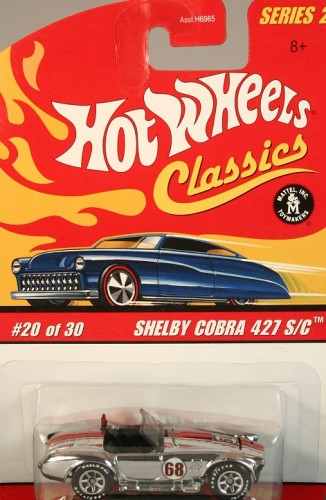 Asst.H6965
SERIES 2
8+
HOT WHEELS
Classics
MATTEL, INC.
M
TOYMAKERS
#20 of 30
SHELBY COBRA 427 S/C™
68